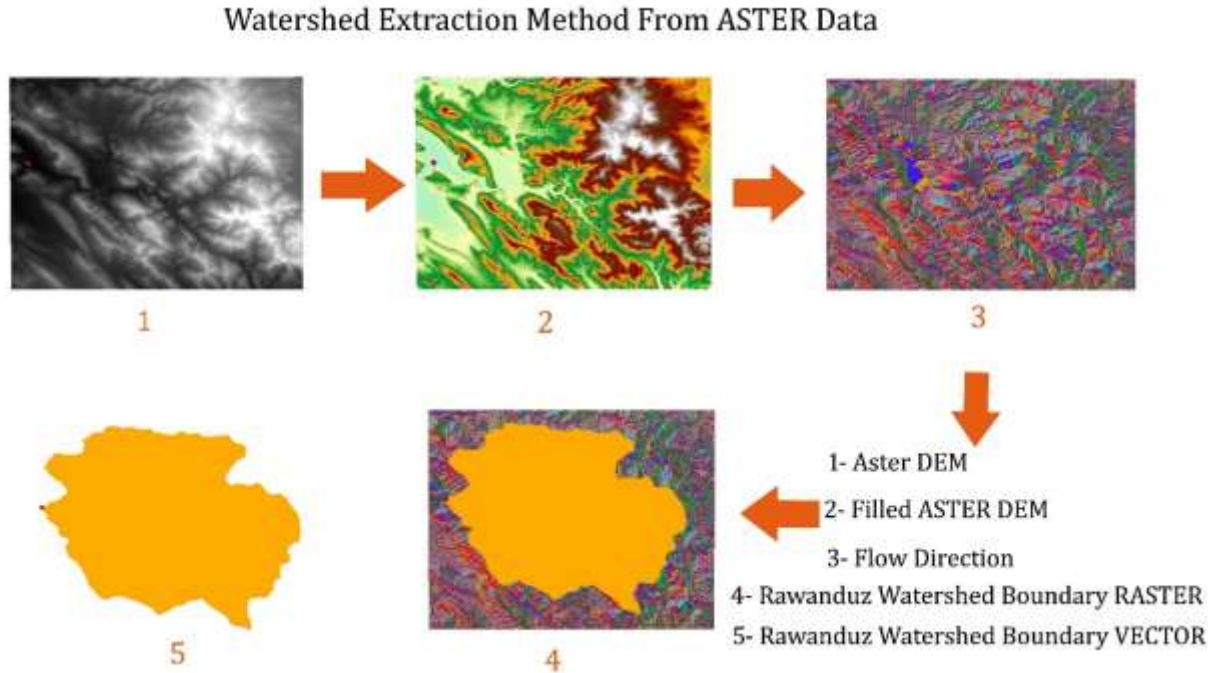 Watershed Extraction Method From ASTER Data
1
2
3
1- Aster DEM
2- Filled ASTER DEM
3- Flow Direction
4- Rawanduz Watershed Boundary RASTER
5- Rawanduz Watershed Boundary VECTOR
5
4